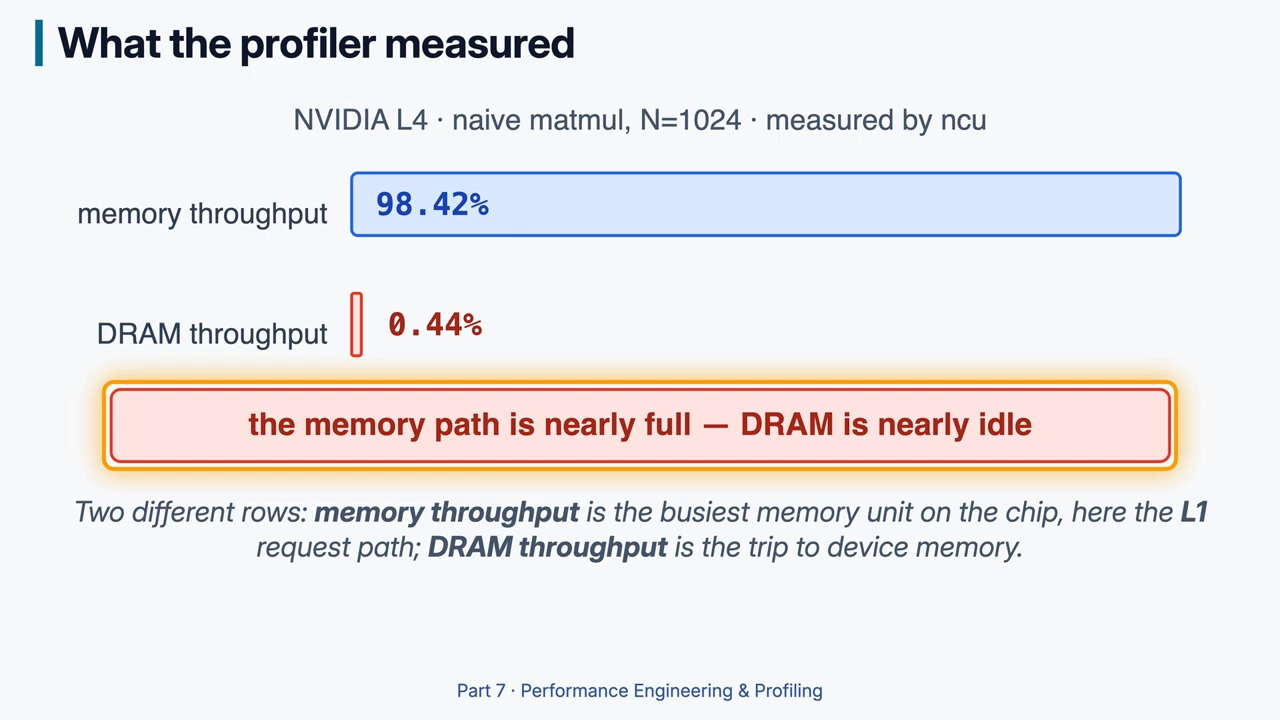 What the profiler measured
NVIDIA L4 · naive matmul, N=1024 · measured by ncu
memory throughput
98.42%
DRAM throughput
0.44%
the memory path is nearly full — DRAM is nearly idle
Two different rows: memory throughput is the busiest memory unit on the chip, here the L1
request path; DRAM throughput is the trip to device memory.
Part 7 · Performance Engineering & Profiling